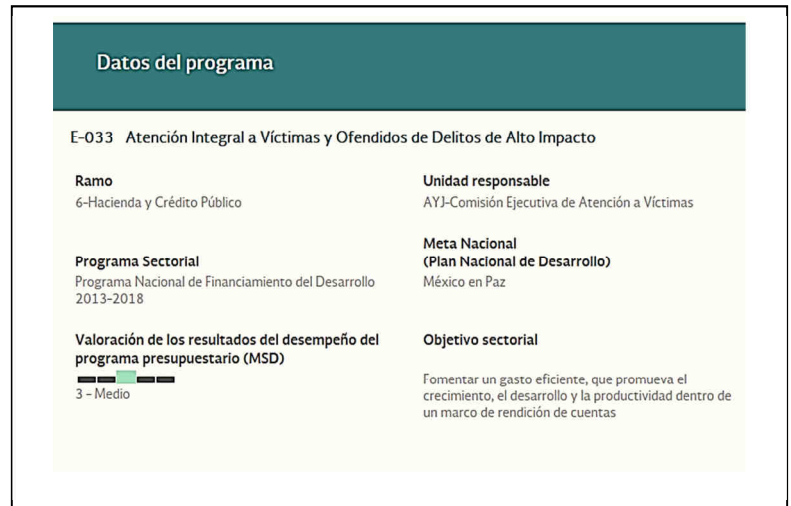 Datos del programa
E-033 Atención Integral a Víctimas y Ofendidos de Delitos de Alto Impacto
Ramo
6-Hacienda y Crédito Público
Unidad responsable
AYJ-Comisión Ejecutiva de Atención a Víctimas
Programa Sectorial
Programa Nacional de Financiamiento del Desarrollo
2013-2018
Meta Nacional
(Plan Nacional de Desarrollo)
México en Paz
Valoración de los resultados del desempeño del
programa presupuestario (MSD)
3 - Medio
Objetivo sectorial
Fomentar un gasto eficiente, que promueva el
crecimiento, el desarrollo y la productividad dentro de
un marco de rendición de cuentas